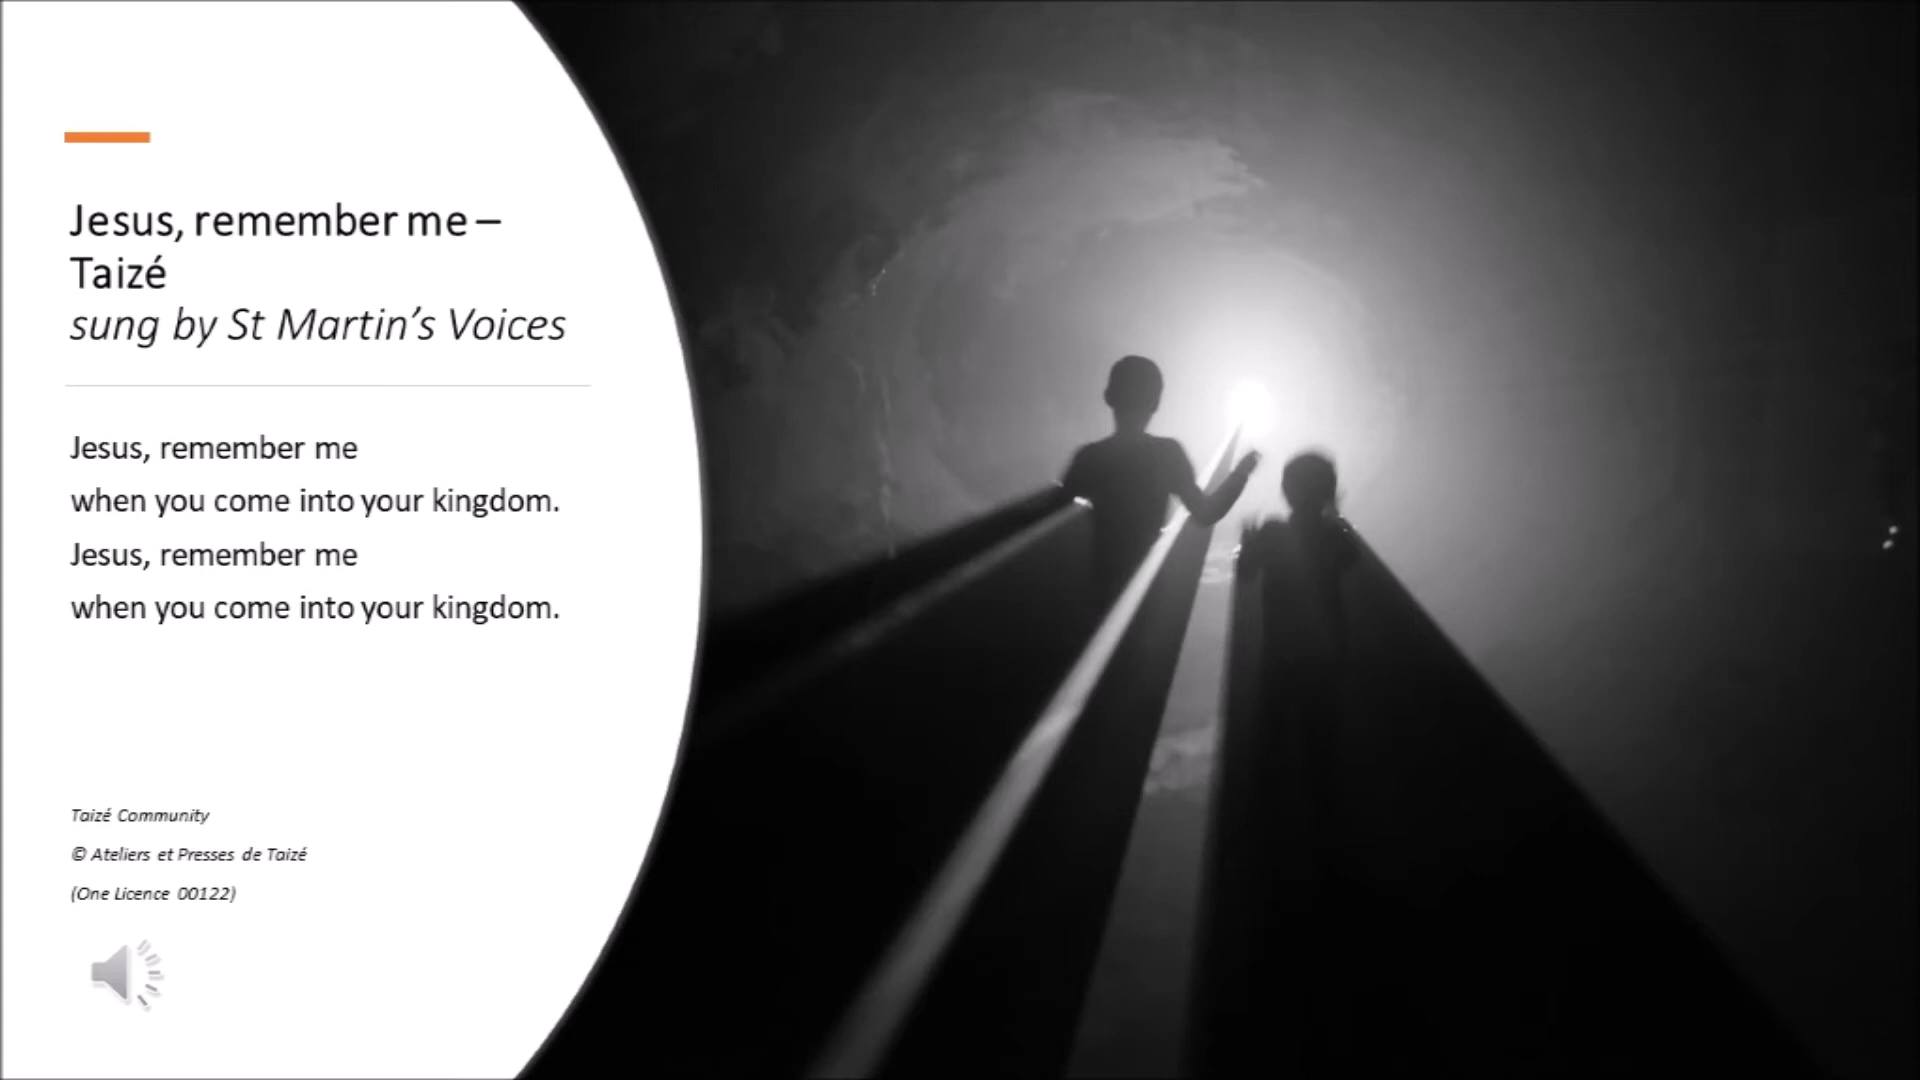 Jesus, remember me –
Taizé
sung by St Martin’s Voices
Jesus, remember me
when you come into your kingdom.
Jesus, remember me
when you come into your kingdom.
Taizé Community
© Ateliers et Presses de Taizé
(One Licence 00122)